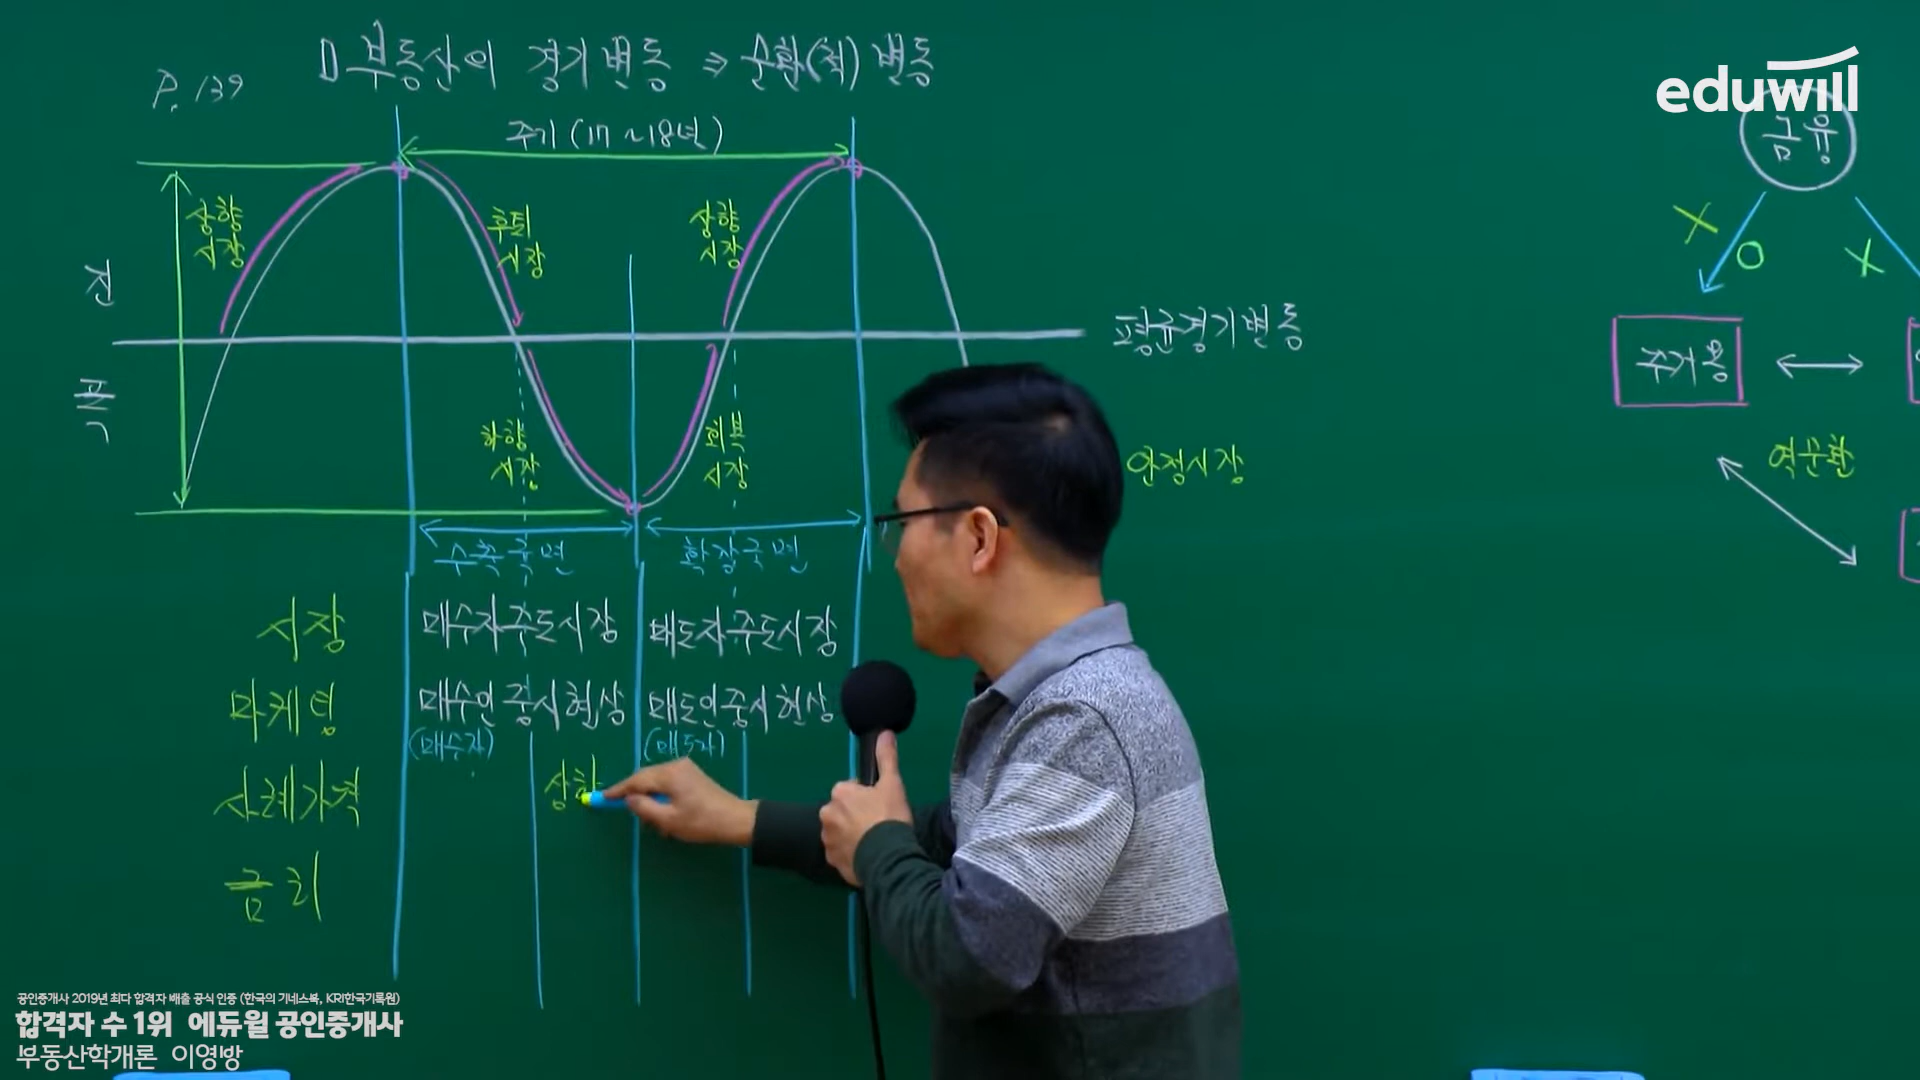 P. 139
부동산의 경기변동 ⇒ 순환(적) 변동
eduwill
금융
주기 (17~18년)
상향
시장
후퇴
시장
상향
시장
X
O
X
진
평균경기변동
주거용
폭
하향
시장
회복
시장
안정시장
역순환
수축국면
확장국면
시장
매수자주도시장
매도자주도시장
마케팅
매수인중시현상
매도인중시현상
(매수자)
(매도자)
사례가격
상한
금리
공인중개사 2019년 최다 합격자 배출 공식 인증 (한국의 기네스북, KRI한국기록원)
합격자 수 1위 에듀윌 공인중개사
부동산학개론 이영방